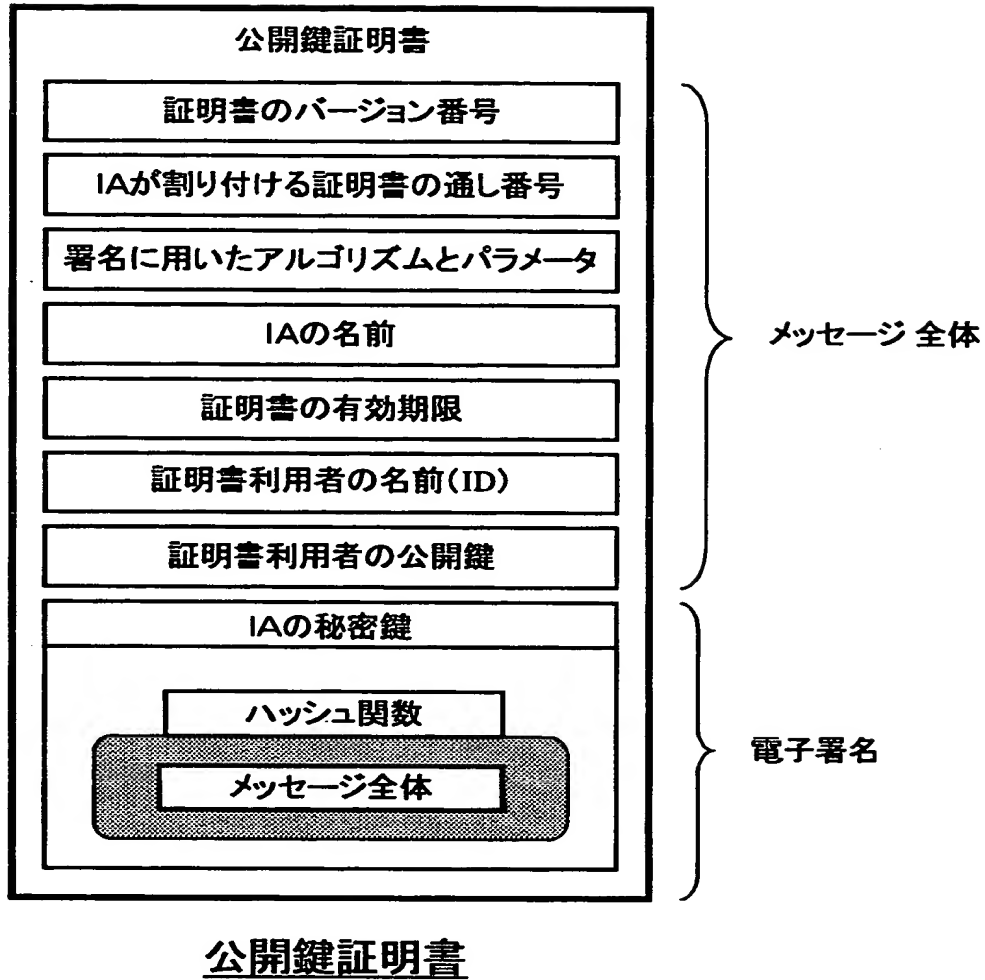 公開鍵証明書
証明書のバージョン番号
IAが割り付ける証明書の通し番号
署名に用いたアルゴリズムとパラメータ
IAの名前
証明書の有効期限
証明書利用者の名前(ID)
証明書利用者の公開鍵
メッセージ 全体
IAの秘密鍵
ハッシュ関数
メッセージ全体
電子署名
公開鍵証明書